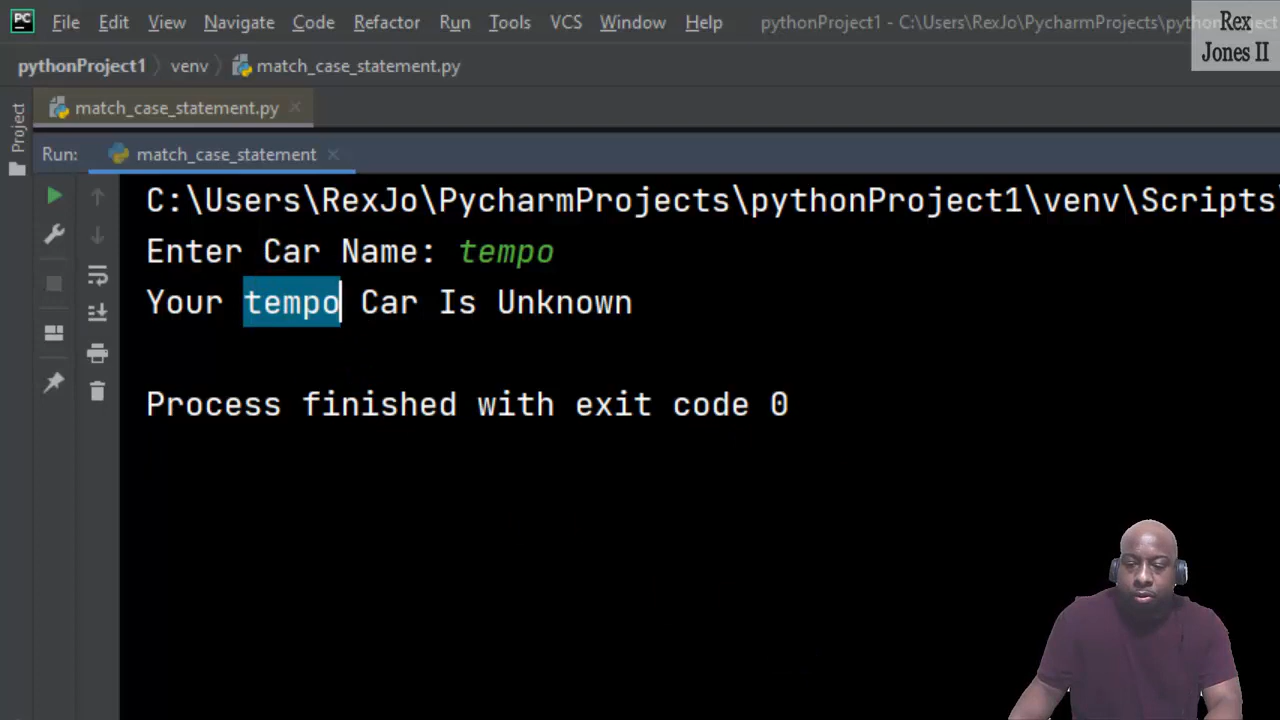 PC File Edit View Navigate Code Refactor Run Tools VCS Window Help pythonProject1 - C:\Users\RexJo\PycharmProjects\pythonProject
Rex
Jones II
pythonProject1 venv match_case_statement.py
Project
match_case_statement.py
Run: match_case_statement
C:\Users\RexJo\PycharmProjects\pythonProject1\venv\Scripts
Enter Car Name: tempo
Your tempo Car Is Unknown
Process finished with exit code 0